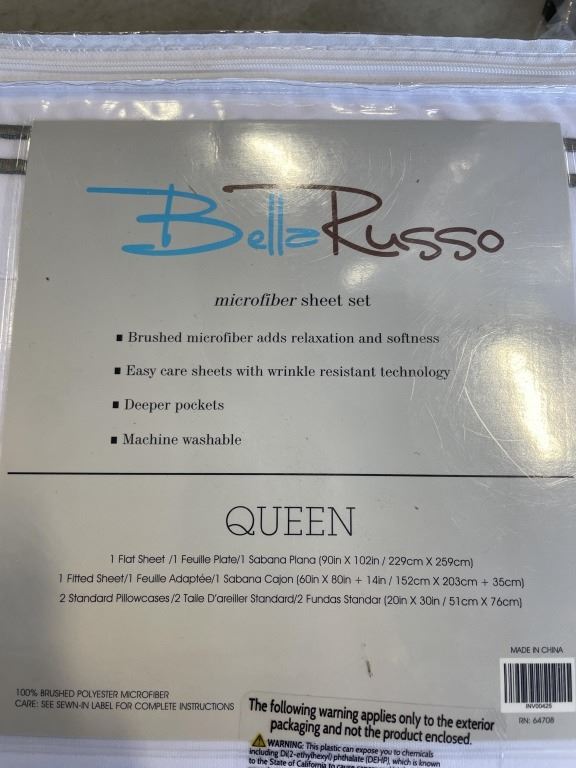 Bella Russo
microfiber sheet set
▪ Brushed microfiber adds relaxation and softness
▪ Easy care sheets with wrinkle resistant technology
▪ Deeper pockets
▪ Machine washable
QUEEN
1 Flat Sheet /1 Feuille Plate/1 Sabana Plana (90in X 102in / 229cm X 259cm)
1 Fitted Sheet/1 Feuille Adaptée/1 Sabana Cajon (60in X 80in + 14in / 152cm X 203cm + 35cm)
2 Standard Pillowcases /2 Taie D'areiller Standard/2 Fundas Standar (20in X 30in / 51cm X 76cm)
MADE IN CHINA
INV00425
RN: 64708
100% BRUSHED POLYESTER MICROFIBER
CARE: SEE SEWN-IN LABEL FOR COMPLETE INSTRUCTIONS
The following warning applies only to the exterior
packaging and not the product enclosed.
WARNING: This plastic can expose you to chemicals
including Di(2-ethylhexyl) phthalate (DEHP), which is known
to the State of California to cause